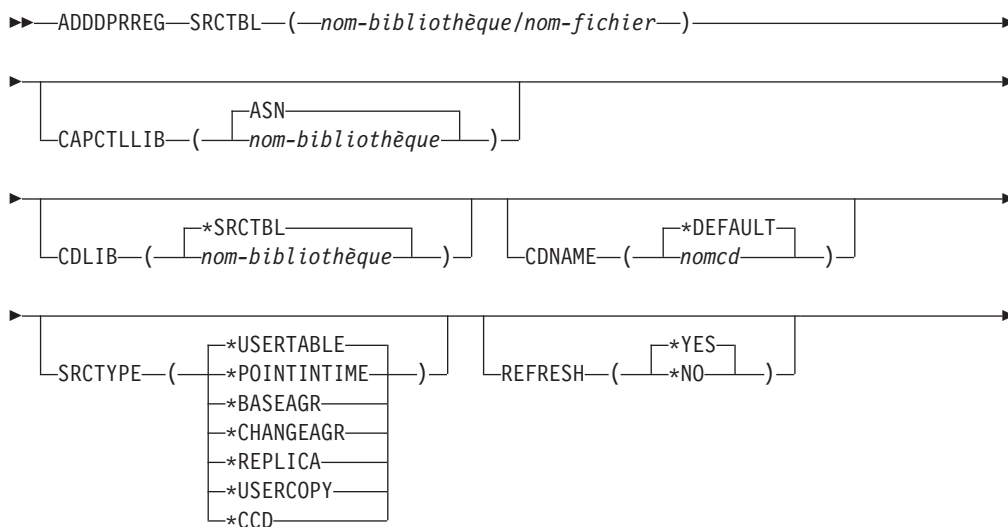 ADDDPRREG SRCTBL ( nom-bibliothèque/nom-fichier )
CAPCTLLIB ( ASN
nom-bibliothèque )
CDLIB ( *SRCTBL
nom-bibliothèque )
CDNAME ( *DEFAULT
nomcd )
SRCTYPE ( *USERTABLE
*POINTINTIME )
*BASEAGR
*CHANGEAGR
*REPLICA
*USERCOPY
*CCD
REFRESH ( *YES
*NO )